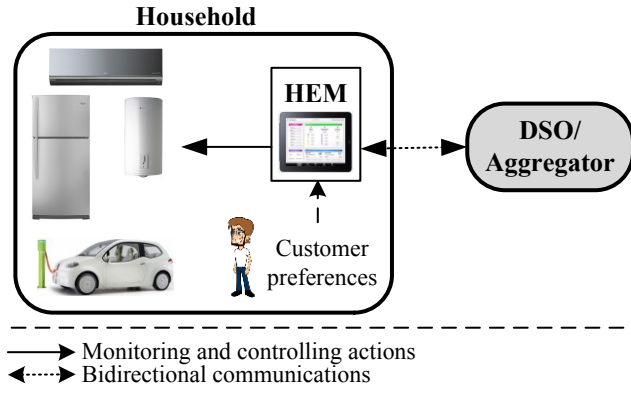 Household
HEM
DSO/
Aggregator
Customer
preferences
Monitoring and controlling actions
Bidirectional communications